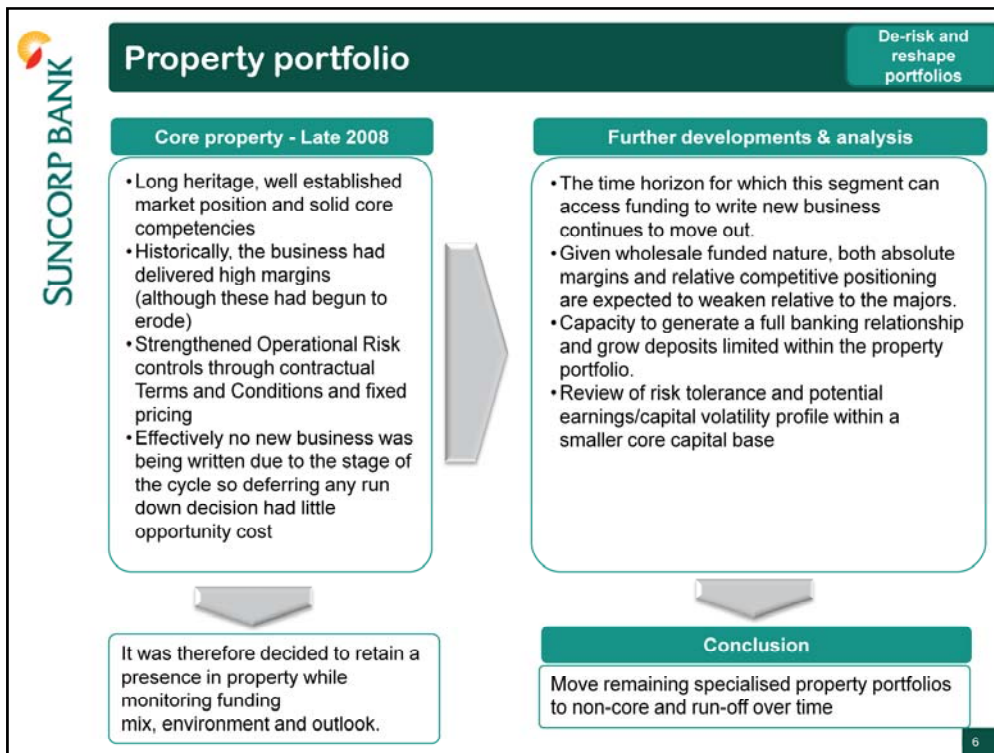 SUNCORP BANK
Property portfolio
De-risk and
reshape
portfolios
Core property - Late 2008
•Long heritage, well established
market position and solid core
competencies
•Historically, the business had
delivered high margins
(although these had begun to
erode)
•Strengthened Operational Risk
controls through contractual
Terms and Conditions and fixed
pricing
•Effectively no new business was
being written due to the stage of
the cycle so deferring any run
down decision had little
opportunity cost
It was therefore decided to retain a
presence in property while
monitoring funding
mix, environment and outlook.
Further developments & analysis
•The time horizon for which this segment can
access funding to write new business
continues to move out.
•Given wholesale funded nature, both absolute
margins and relative competitive positioning
are expected to weaken relative to the majors.
•Capacity to generate a full banking relationship
and grow deposits limited within the property
portfolio.
•Review of risk tolerance and potential
earnings/capital volatility profile within a
smaller core capital base
Conclusion
Move remaining specialised property portfolios
to non-core and run-off over time
6